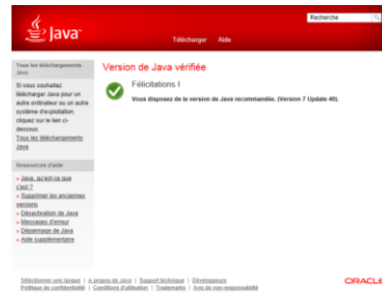 Recherche
Java
Télécharger Aide
Tous les téléchargements
Java
Si vous souhaitez
télécharger Java pour un
autre ordinateur ou un autre
système d'exploitation,
cliquez sur le lien ci-
dessous.
Tous les téléchargements
Java
Ressources d'aide
» Java, qu'est-ce que
c'est ?
» Supprimer les anciennes
versions
» Désactivation de Java
» Messages d'erreur
» Dépannage de Java
» Aide supplémentaire
Version de Java vérifiée
Félicitations !
Vous disposez de la version de Java recommandée. (Version 7 Update 40).
Sélectionner une langue | A propos de Java | Support technique | Développeurs
Politique de confidentialité | Conditions d'utilisation | Trademarks | Avis de non-responsabilité
ORACLE